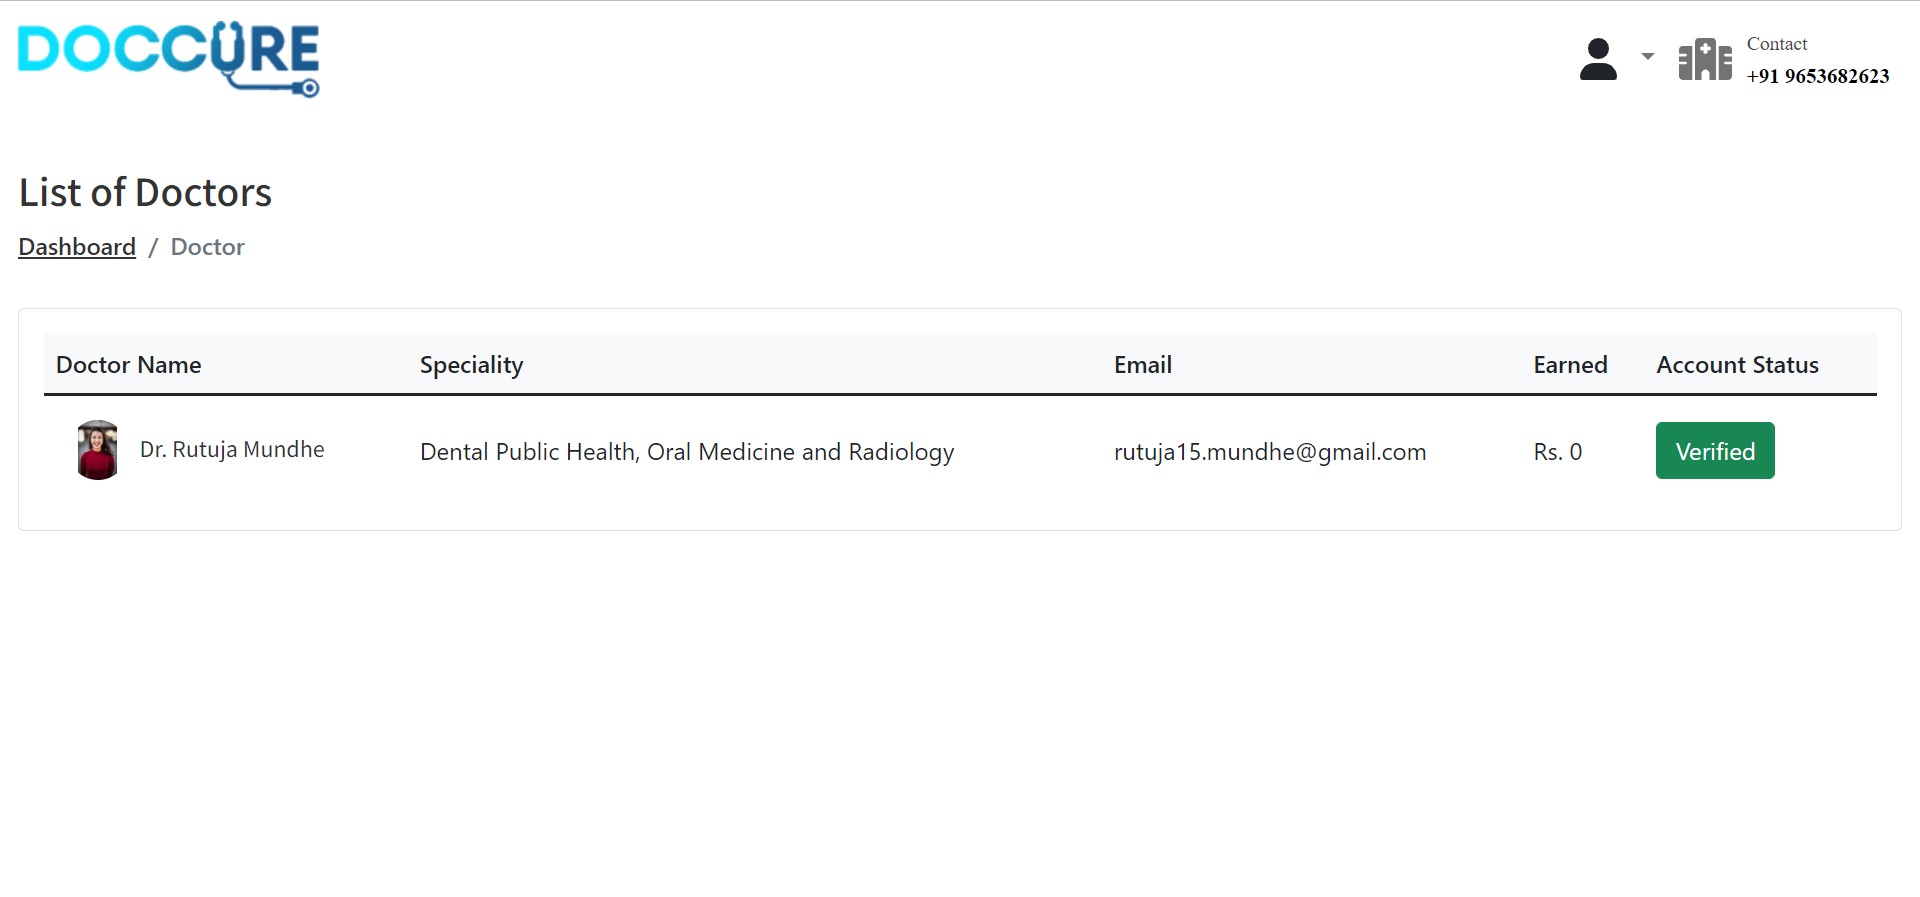 DOCCURE
Contact
+91 9653682623
List of Doctors
Dashboard / Doctor
Doctor Name Speciality Email Earned Account Status
Dr. Rutuja Mundhe Dental Public Health, Oral Medicine and Radiology rutuja15.mundhe@gmail.com Rs. 0 Verified